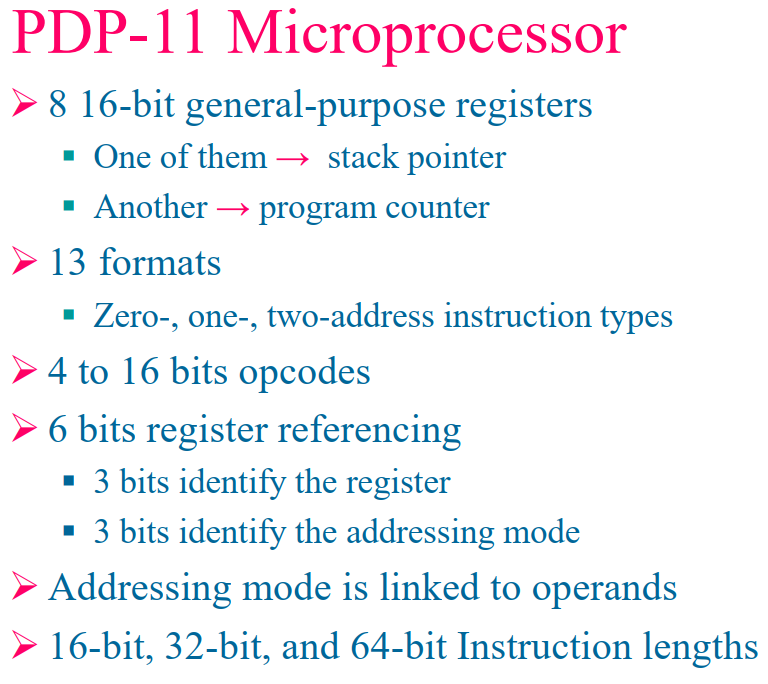 PDP-11 Microprocessor
➢ 8 16-bit general-purpose registers
▪ One of them → stack pointer
▪ Another → program counter
➢ 13 formats
▪ Zero-, one-, two-address instruction types
➢ 4 to 16 bits opcodes
➢ 6 bits register referencing
▪ 3 bits identify the register
▪ 3 bits identify the addressing mode
➢ Addressing mode is linked to operands
➢ 16-bit, 32-bit, and 64-bit Instruction lengths